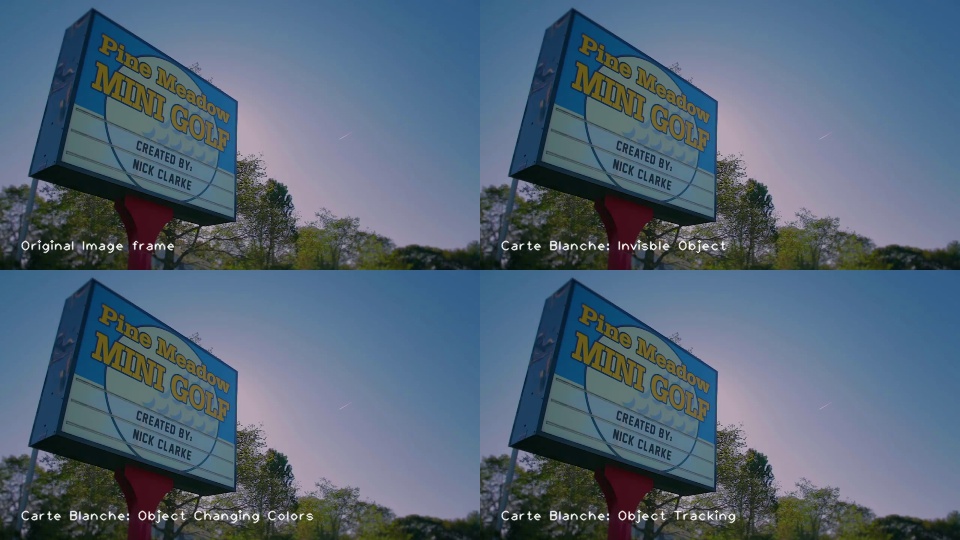 Pine Meadow
MINI GOLF
CREATED BY:
NICK CLARKE
Original Image frame
Pine Meadow
MINI GOLF
CREATED BY:
NICK CLARKE
Carte Blanche: Invisble Object
Pine Meadow
MINI GOLF
CREATED BY:
NICK CLARKE
Carte Blanche: Object Changing Colors
Pine Meadow
MINI GOLF
CREATED BY:
NICK CLARKE
Carte Blanche: Object Tracking